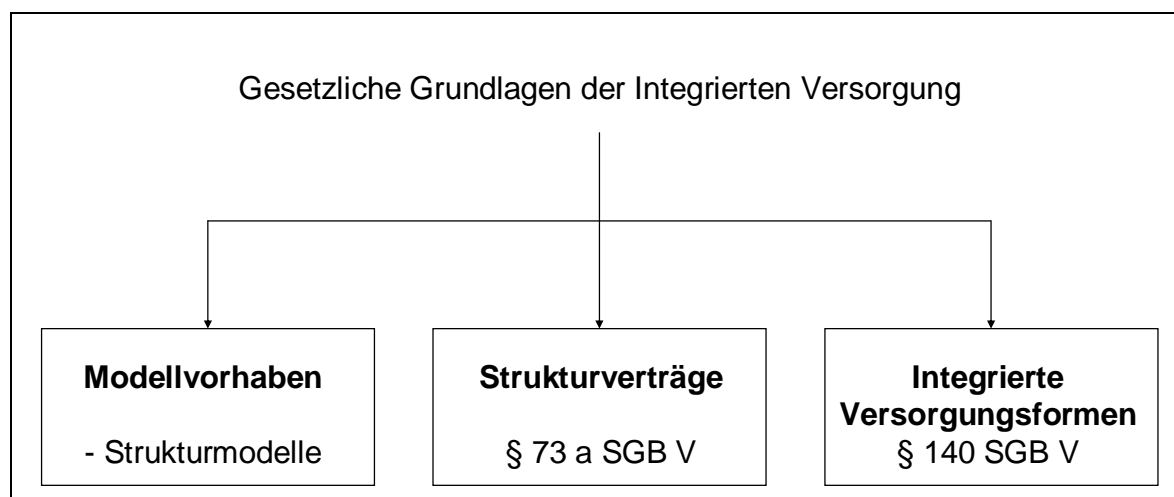 Gesetzliche Grundlagen der Integrierten Versorgung
Modellvorhaben
- Strukturmodelle
Strukturverträge
§ 73 a SGB V
Integrierte
Versorgungsformen
§ 140 SGB V